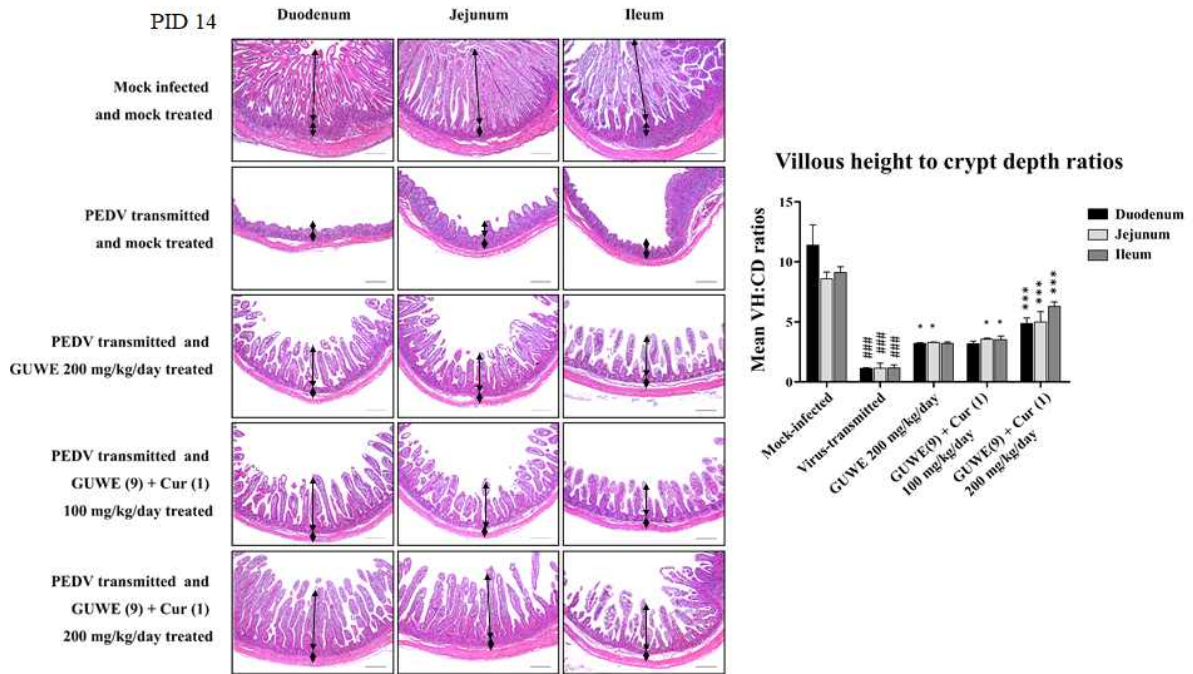 PID 14
Duodenum
Jejunum
Ileum
Mock infected
and mock treated
PEDV transmitted
and mock treated
PEDV transmitted and
GUWE 200 mg/kg/day treated
PEDV transmitted and
GUWE (9) + Cur (1)
100 mg/kg/day treated
PEDV transmitted and
GUWE (9) + Cur (1)
200 mg/kg/day treated
Villous height to crypt depth ratios
Mean VH:CD ratios
15
10
5
0
###
###
###
*
*
*
*
***
***
***
Duodenum
Jejunum
Ileum
Mock-infected
Virus-transmitted
GUWE 200 mg/kg/day
GUWE(9) + Cur (1)
100 mg/kg/day
GUWE(9) + Cur (1)
200 mg/kg/day